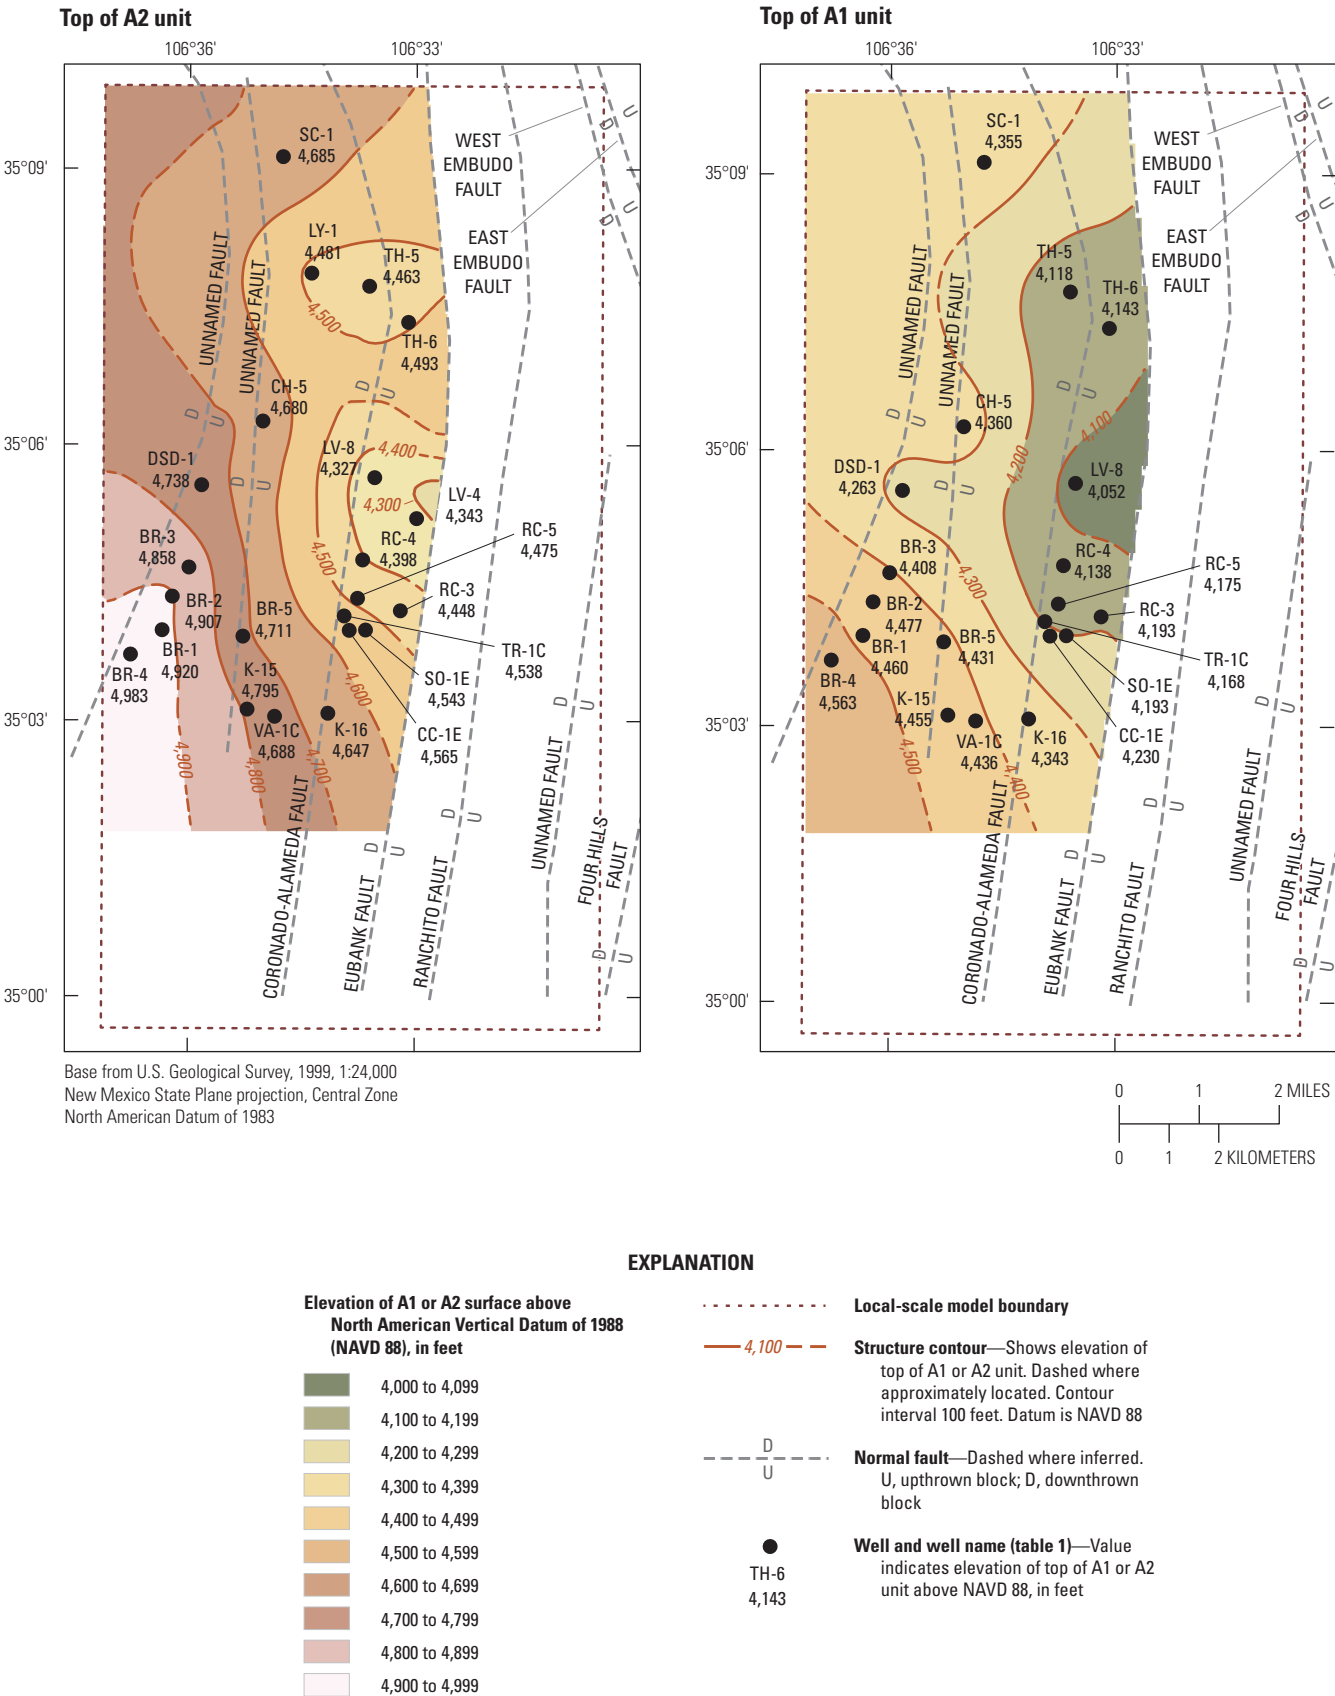 Top of A2 unit
106°36'
106°33'
35°09'
35°06'
35°03'
35°00'
SC-1
4,685
WEST
EMBUDO
FAULT
EAST
EMBUDO
FAULT
D
U
D
U
LY-1
4,481
TH-5
4,463
4,500
TH-6
4,493
UNNAMED FAULT
UNNAMED FAULT
D
U
D
U
CH-5
4,680
LV-8
4,327
4,400
DSD-1
4,738
D
U
4,300
LV-4
4,343
RC-5
4,475
BR-3
4,858
4,500
RC-4
4,398
RC-3
4,448
BR-2
4,907
BR-5
4,711
BR-1
4,920
BR-4
4,983
K-15
4,795
TR-1C
4,538
SO-1E
4,543
4,600
VA-1C
4,688
K-16
4,647
CC-1E
4,565
D
U
4,900
4,800
4,700
D
U
D
U
CORONADO-ALAMEDA FAULT
EUBANK FAULT
RANCHITO FAULT
UNNAMED FAULT
FOUR HILLS
FAULT
D
U
Base from U.S. Geological Survey, 1999, 1:24,000
New Mexico State Plane projection, Central Zone
North American Datum of 1983
Top of A1 unit
106°36'
106°33'
35°09'
35°06'
35°03'
35°00'
SC-1
4,355
WEST
EMBUDO
FAULT
EAST
EMBUDO
FAULT
D
U
D
U
TH-5
4,118
TH-6
4,143
UNNAMED FAULT
UNNAMED FAULT
D
U
D
U
CH-5
4,360
4,100
4,200
DSD-1
4,263
D
U
LV-8
4,052
BR-3
4,408
4,300
RC-4
4,138
RC-5
4,175
BR-2
4,477
RC-3
4,193
BR-1
4,460
BR-5
4,431
BR-4
4,563
TR-1C
4,168
SO-1E
4,193
K-15
4,455
VA-1C
4,436
K-16
4,343
CC-1E
4,230
D
U
4,500
4,400
D
U
D
U
CORONADO-ALAMEDA FAULT
EUBANK FAULT
RANCHITO FAULT
UNNAMED FAULT
FOUR HILLS
FAULT
D
U
0 1 2 MILES
0 1 2 KILOMETERS
EXPLANATION
Elevation of A1 or A2 surface above
North American Vertical Datum of 1988
(NAVD 88), in feet
4,000 to 4,099
4,100 to 4,199
4,200 to 4,299
4,300 to 4,399
4,400 to 4,499
4,500 to 4,599
4,600 to 4,699
4,700 to 4,799
4,800 to 4,899
4,900 to 4,999
Local-scale model boundary
4,100
Structure contour—Shows elevation of
top of A1 or A2 unit. Dashed where
approximately located. Contour
interval 100 feet. Datum is NAVD 88
D
U
Normal fault—Dashed where inferred.
U, upthrown block; D, downthrown
block
TH-6
4,143
Well and well name (table 1)—Value
indicates elevation of top of A1 or A2
unit above NAVD 88, in feet